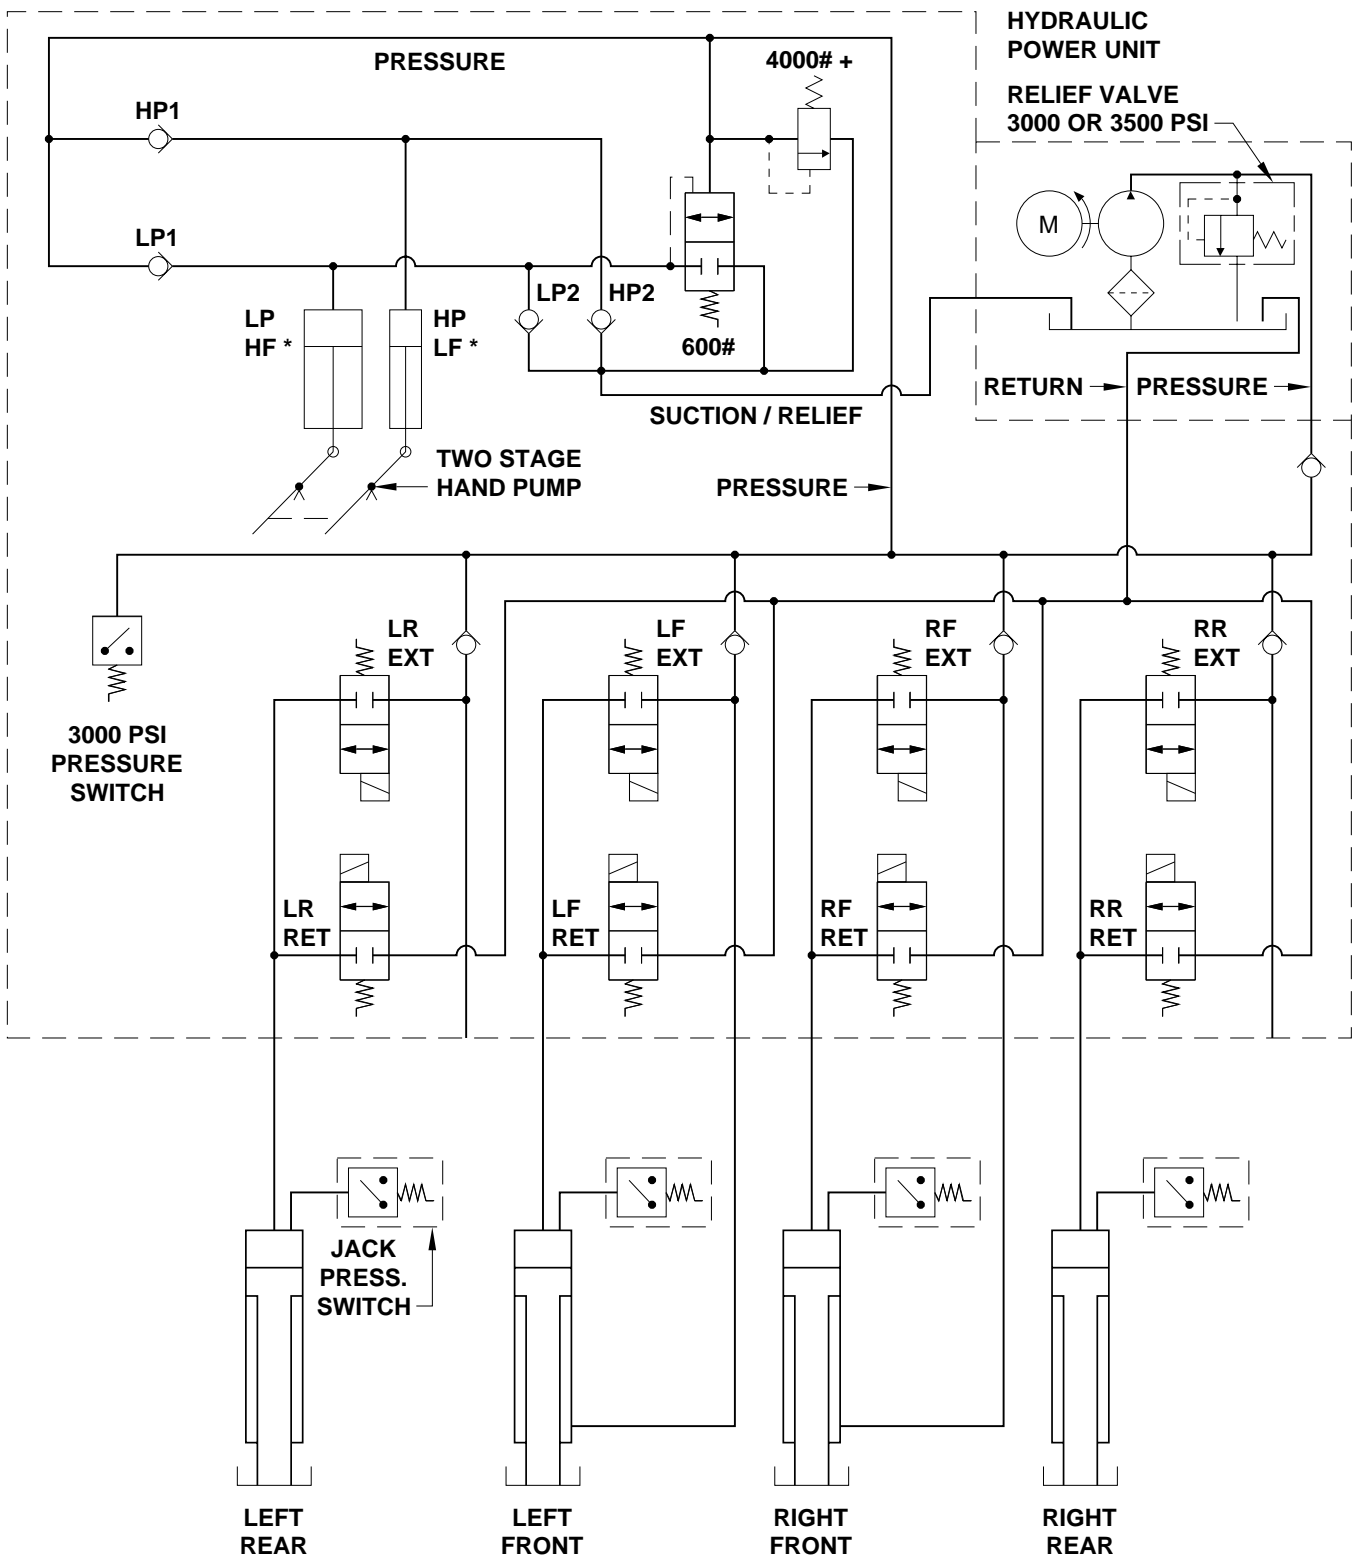 HYDRAULIC
POWER UNIT
PRESSURE
4000# +
RELIEF VALVE
3000 OR 3500 PSI
HP1
M
LP1
LP2
HP2
LP
HF *
HP
LF *
600#
RETURN
PRESSURE
SUCTION / RELIEF
TWO STAGE
HAND PUMP
PRESSURE
LR
EXT
LF
EXT
RF
EXT
RR
EXT
3000 PSI
PRESSURE
SWITCH
LR
RET
LF
RET
RF
RET
RR
RET
JACK
PRESS.
SWITCH
LEFT
REAR
LEFT
FRONT
RIGHT
FRONT
RIGHT
REAR